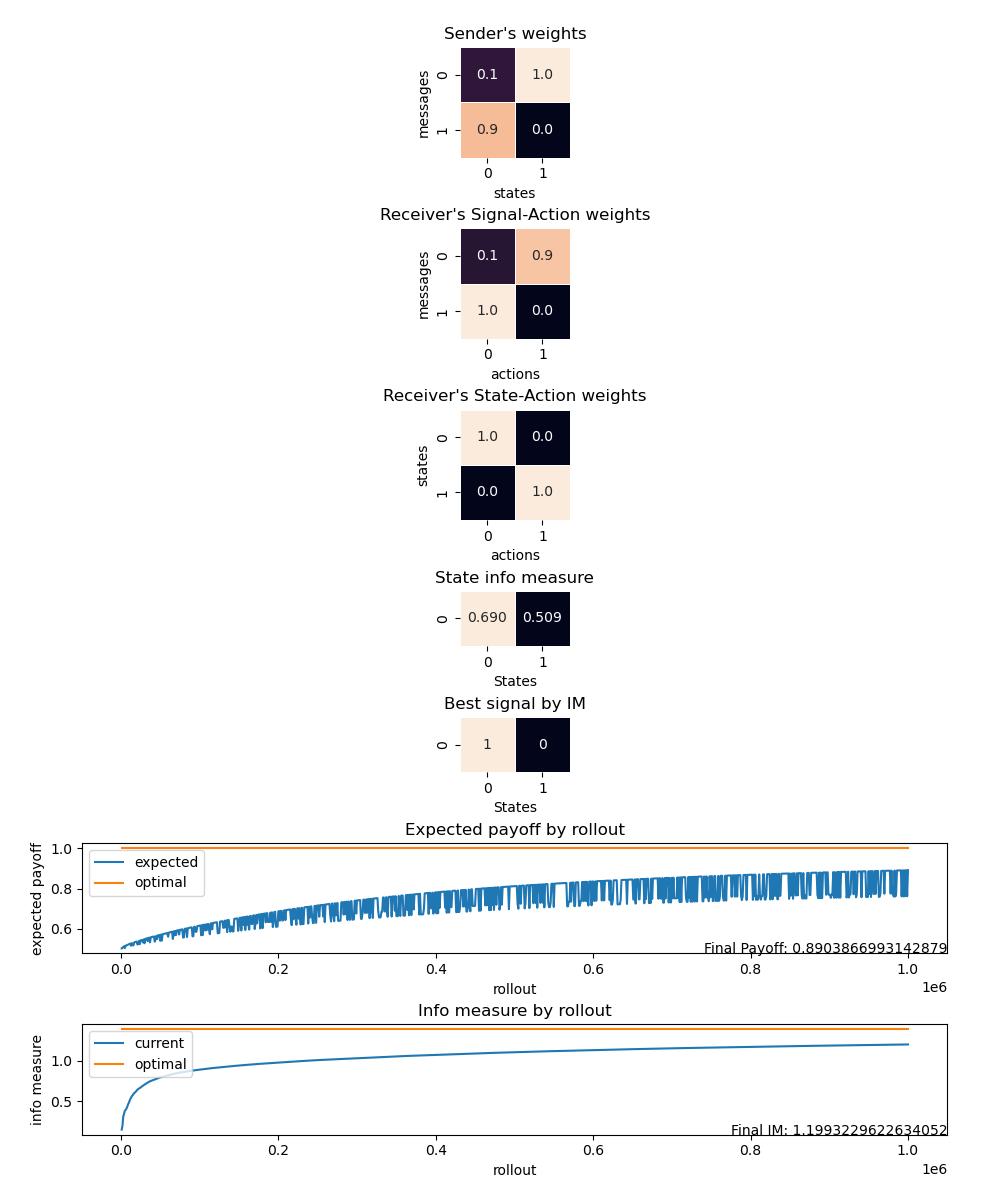 Sender's weights
messages
0
0.1 1.0
1
0.9 0.0
0 1
states
Receiver's Signal-Action weights
messages
0
0.1 0.9
1
1.0 0.0
0 1
actions
Receiver's State-Action weights
states
0
1.0 0.0
1
0.0 1.0
0 1
actions
State info measure
0
0.690 0.509
0 1
States
Best signal by IM
0
1 0
0 1
States
Expected payoff by rollout
expected payoff
1.0
0.8
0.6
expected
optimal
Final Payoff: 0.8903866993142879
0.0 0.2 0.4 0.6 0.8 1.0
1e6
rollout
Info measure by rollout
info measure
1.0
0.5
current
optimal
Final IM: 1.1993229622634052
0.0 0.2 0.4 0.6 0.8 1.0
1e6
rollout